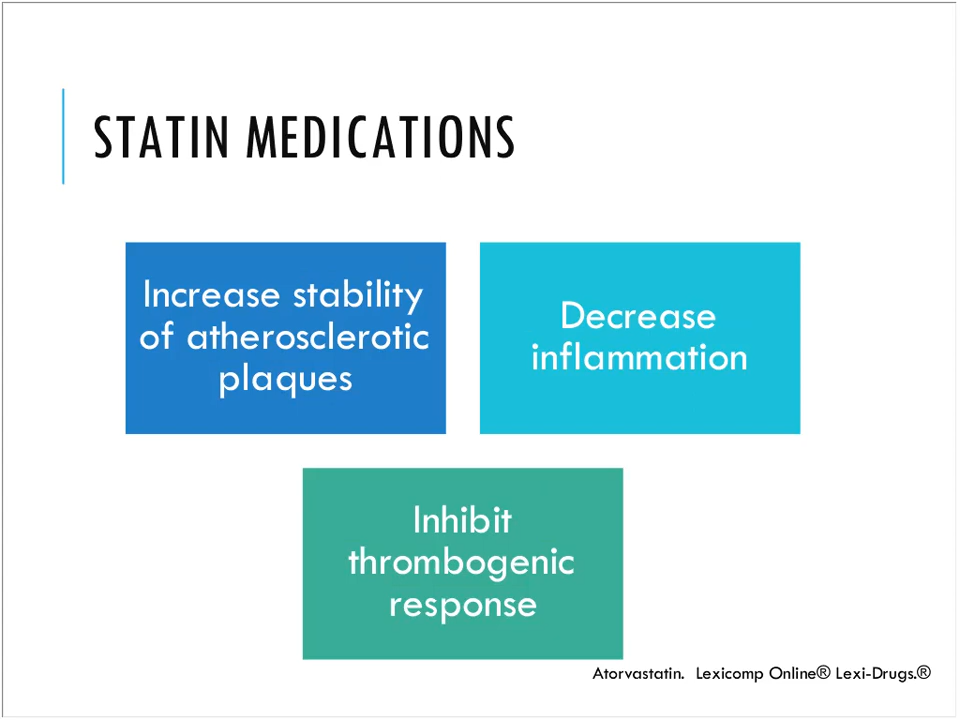 STATIN MEDICATIONS
Increase stability
of atherosclerotic
plaques
Decrease
inflammation
Inhibit
thrombogenic
response
Atorvastatin. Lexicomp Online® Lexi-Drugs.®